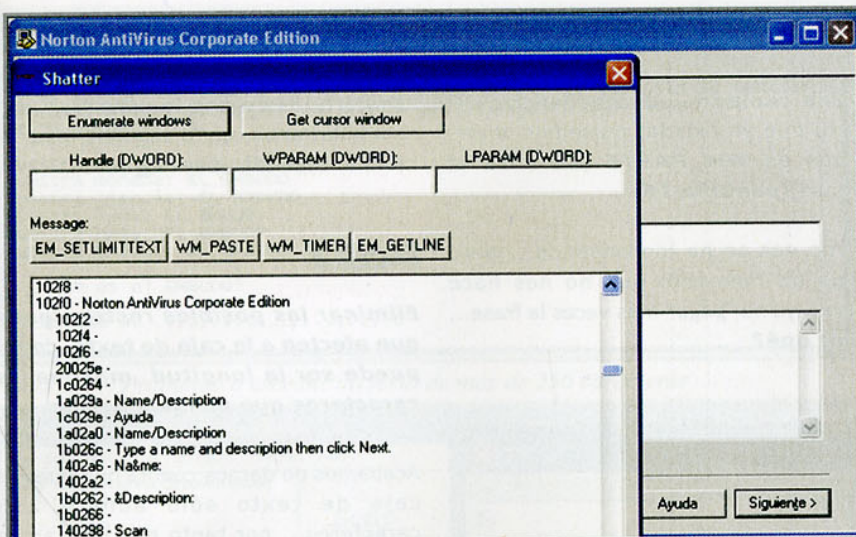 Norton AntiVirus Corporate Edition
Shatter
Enumerate windows Get cursor window
Handle (DWORD): WPARAM (DWORD): LPARAM (DWORD):
Message:
EM_SETLIMITTEXT WM_PASTE WM_TIMER EM_GETLINE
102f8 -
102f0 - Norton AntiVirus Corporate Edition
102f2 -
102f4 -
102f6 -
20025e -
1c0264 -
1a029a - Name/Description
1c029e - Ayuda
1a02a0 - Name/Description
1b026c - Type a name and description then click Next.
1402a6 - Na&me:
1402a2 -
1b0262 - &Description:
1b0266 -
140298 - Scan
Ayuda Siguiente >